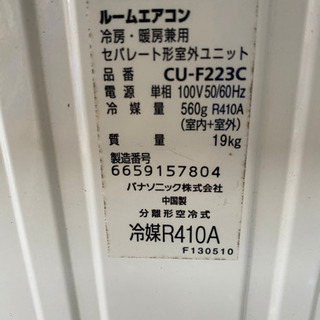 ルームエアコン
冷房・暖房兼用
セパレート形室外ユニット
品番 CU-F223C
電源 単相 100V 50/60Hz
冷媒量 560g R410A
(室内+室外)
質量 19kg
製造番号
6659157804
パナソニック株式会社
中国製
分離形空冷式
冷媒R410A
F130510